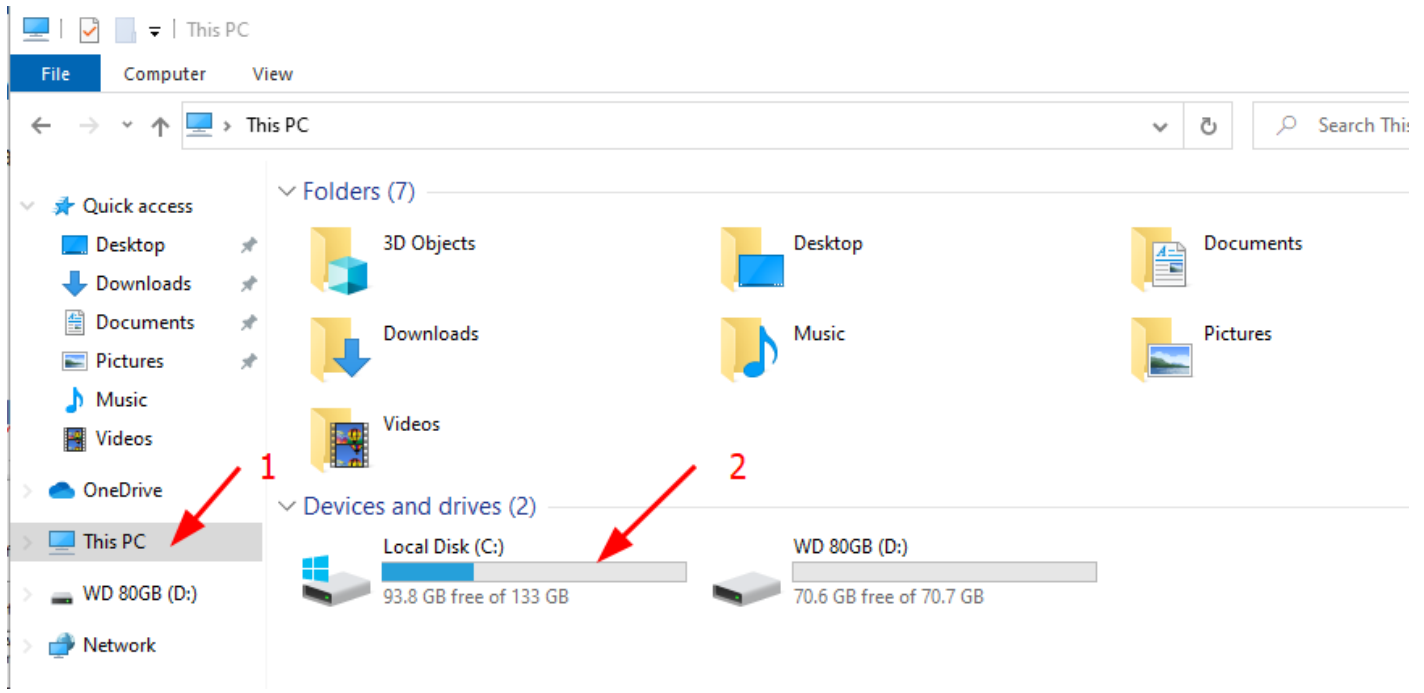 This PC
File Computer View
This PC
Search This
Quick access
Desktop
Downloads
Documents
Pictures
Music
Videos
OneDrive
This PC
WD 80GB (D:)
Network
1
Folders (7)
3D Objects Desktop Documents
Downloads Music Pictures
Videos
2
Devices and drives (2)
Local Disk (C:) WD 80GB (D:)
93.8 GB free of 133 GB 70.6 GB free of 70.7 GB